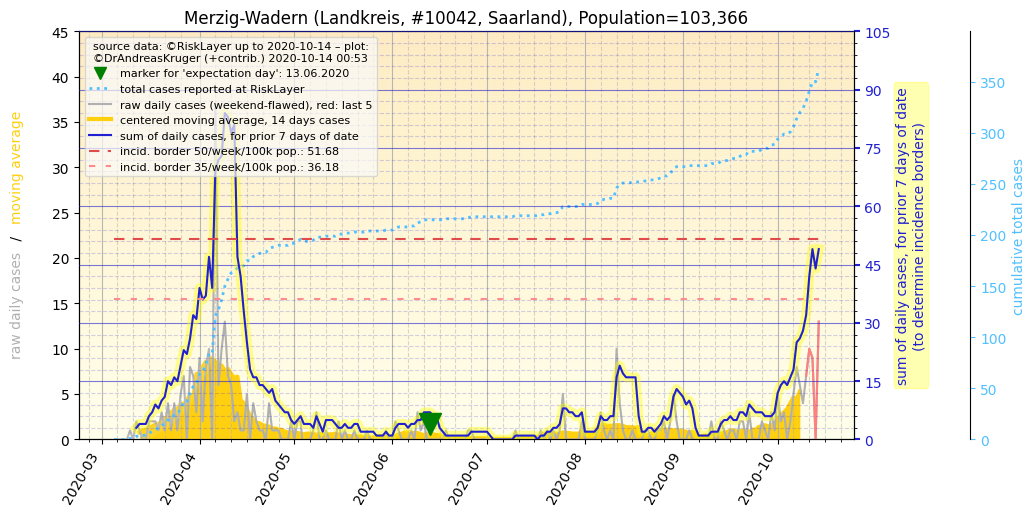 Merzig-Wadern (Landkreis, #10042, Saarland), Population=103,366
source data: ©RiskLayer up to 2020-10-14 – plot:
©DrAndreasKruger (+contrib.) 2020-10-14 00:53
marker for 'expectation day': 13.06.2020
total cases reported at RiskLayer
raw daily cases (weekend-flawed), red: last 5
centered moving average, 14 days cases
sum of daily cases, for prior 7 days of date
incid. border 50/week/100k pop.: 51.68
incid. border 35/week/100k pop.: 36.18
raw daily cases / moving average
45
40
35
30
25
20
15
10
5
0
2020-03
2020-04
2020-05
2020-06
2020-07
2020-08
2020-09
2020-10
105
90
75
60
45
30
15
0
sum of daily cases, for prior 7 days of date
(to determine incidence borders)
350
300
250
200
150
100
50
0
cumulative total cases